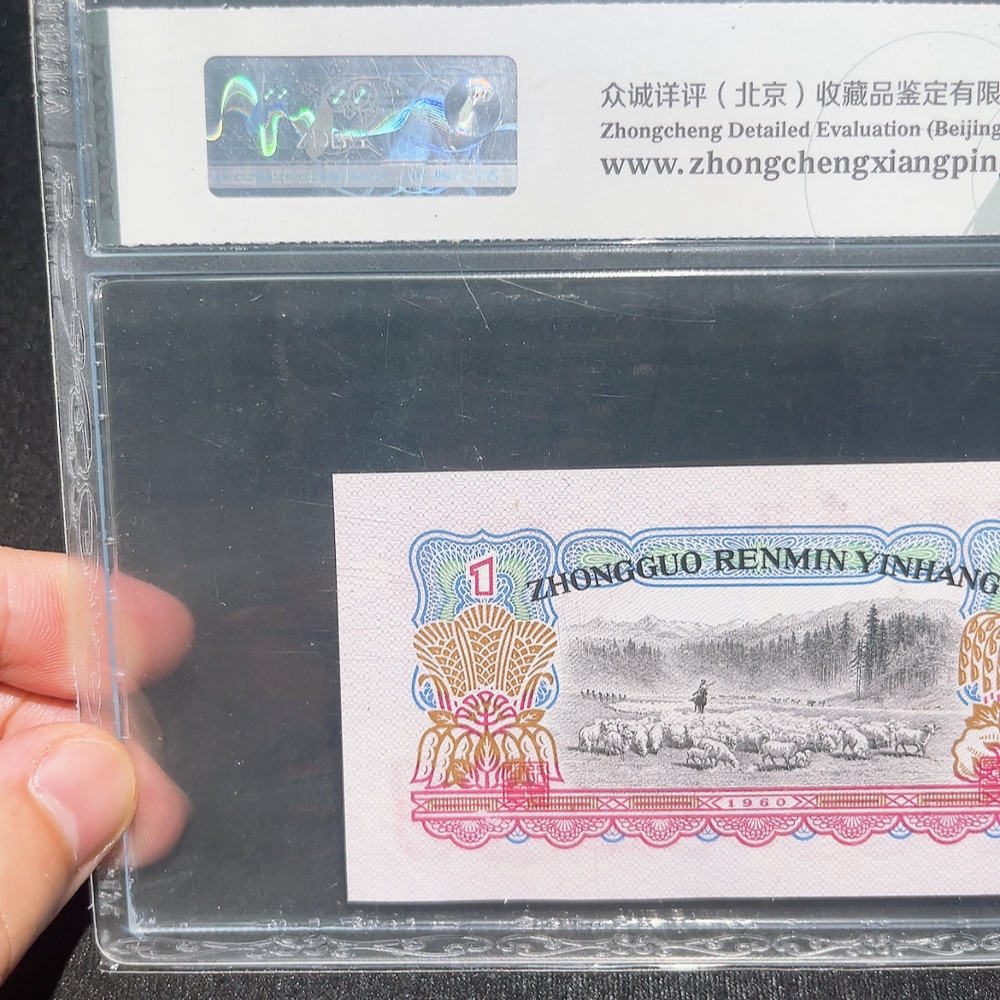 众诚详评（北京）收藏品鉴定有限
Zhongcheng Detailed Evaluation (Beijing
www.zhongchengxiangping
1
ZHONGGUO RENMIN YINHANG
1960